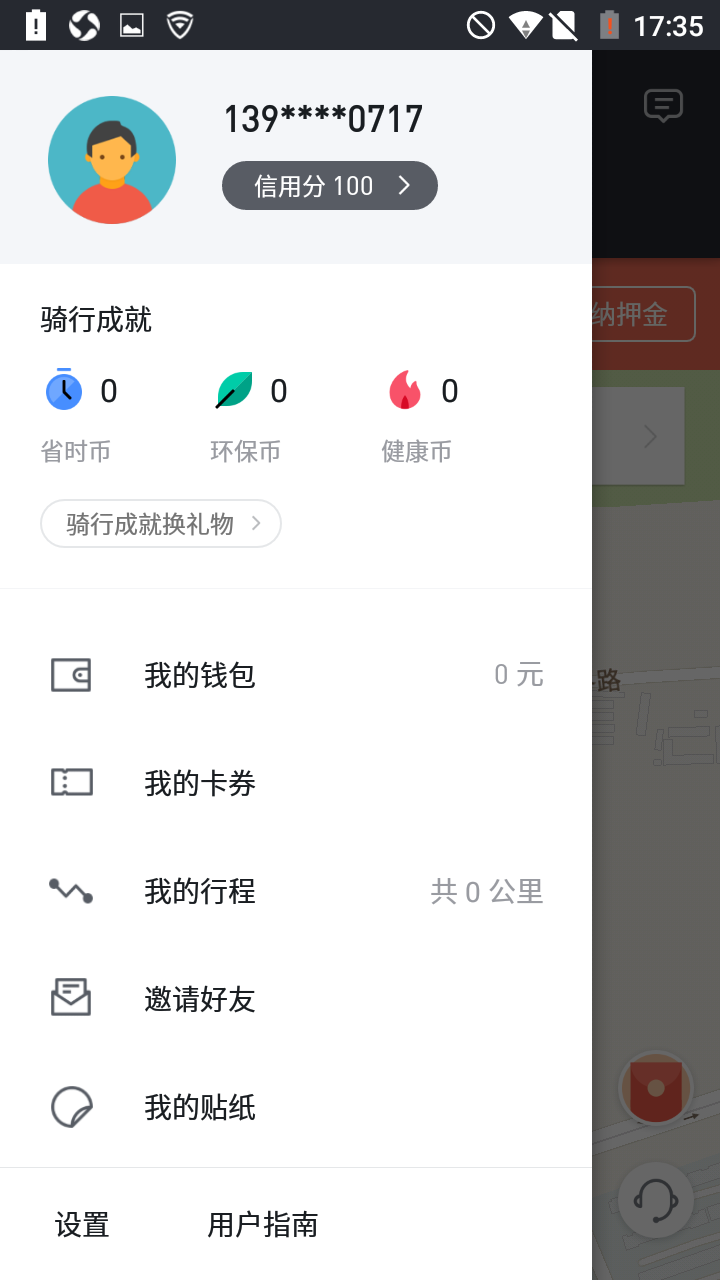 17:35
139****0717
信用分 100
纳押金
骑行成就
0 0 0
省时币 环保币 健康币
骑行成就换礼物
我的钱包 0 元
路
我的卡券
我的行程 共 0 公里
邀请好友
我的贴纸
设置 用户指南